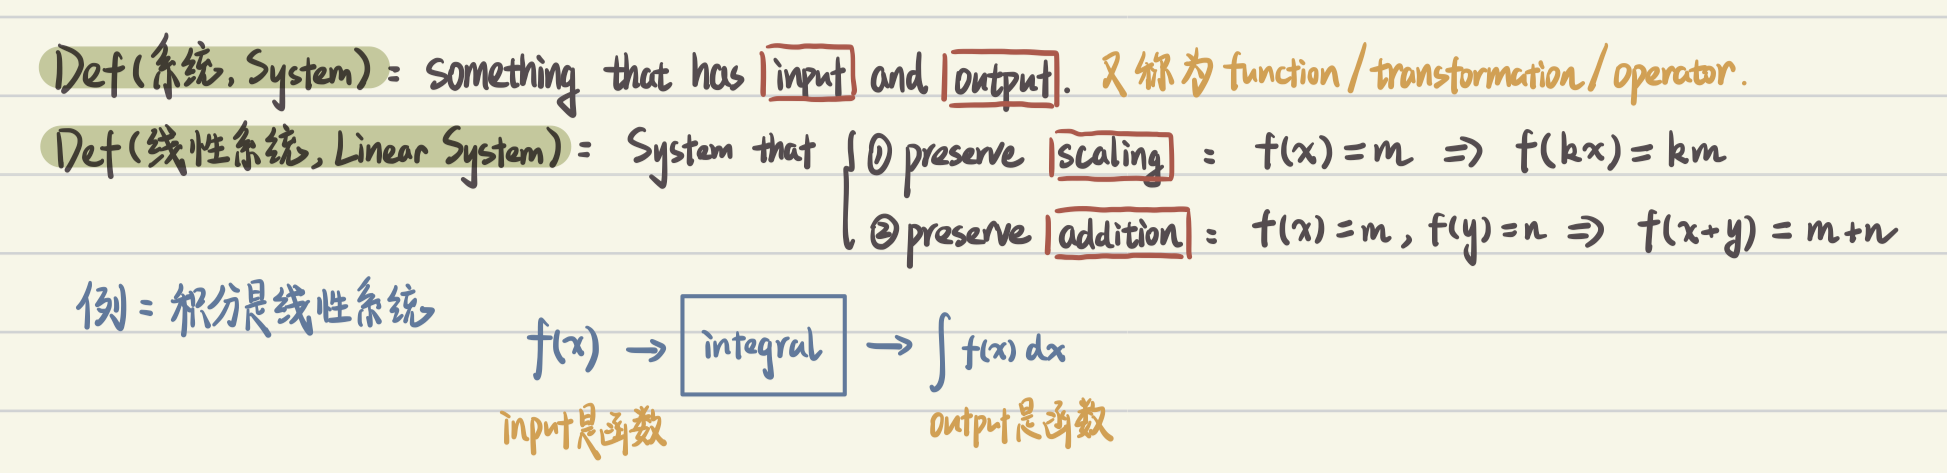 Def(系统, System): something that has input and output. 又称为 function/transformation/operator.
Def(线性系统, Linear System): System that ① preserve scaling: f(x)=m ⇒ f(kx)=km
② preserve addition: f(x)=m, f(y)=n ⇒ f(x+y)=m+n
例: 积分是线性系统
f(x) → integral → ∫ f(x) dx
input是函数 output是函数